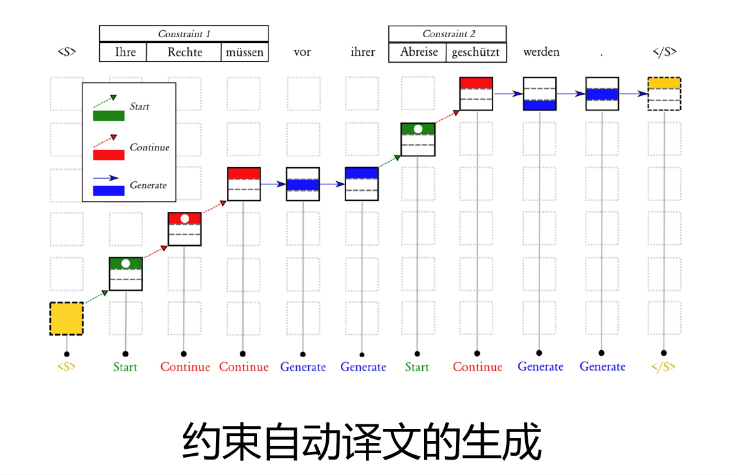 Constraint 1 Constraint 2
<S> Ihre Rechte müssen vor ihrer Abreise geschützt werden . </S>
Start
Continue
Generate
<S> Start Continue Continue Generate Generate Start Continue Generate Generate </S>
约束自动译文的生成